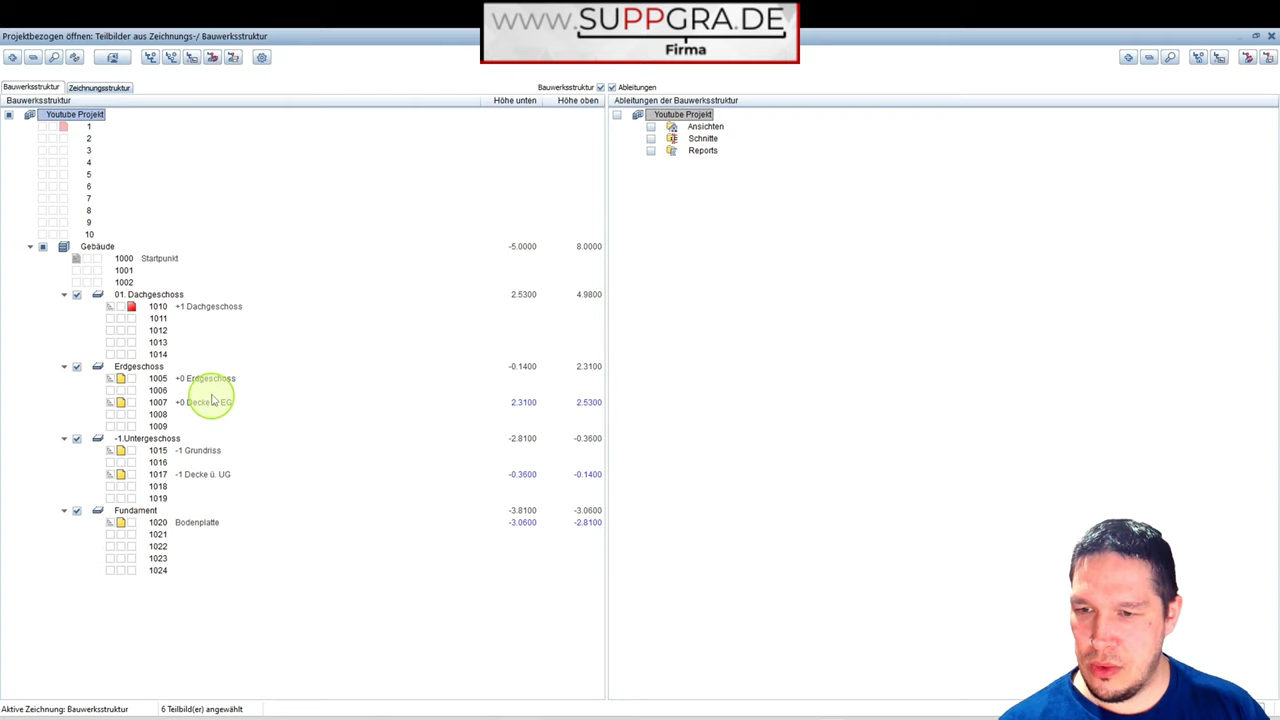 www.SUPPGRA.DE
Firma
Projektbezogen öffnen: Teilbilder aus Zeichnungs-/ Bauwerksstruktur
Bauwerksstruktur Zeichnungsstruktur Bauwerksstruktur Ableitungen
Bauwerksstruktur Höhe unten Höhe oben Ableitungen der Bauwerksstruktur
Youtube Projekt Youtube Projekt
1 Ansichten
2 Schnitte
3 Reports
4
5
6
7
8
9
10
Gebäude -5.0000 8.0000
1000 Startpunkt
1001
1002
01. Dachgeschoss 2.5300 4.9800
1010 +1 Dachgeschoss
1011
1012
1013
1014
Erdgeschoss -0.1400 2.3100
1005 +0 Erdgeschoss
1006
1007 +0 Decke EG 2.3100 2.5300
1008
1009
-1.Untergeschoss -2.8100 -0.3600
1015 -1 Grundriss
1016
1017 -1 Decke ü. UG -0.3600 -0.1400
1018
1019
Fundament -3.8100 -3.0600
1020 Bodenplatte -3.0600 -2.8100
1021
1022
1023
1024
Aktive Zeichnung: Bauwerksstruktur 6 Teilbild(er) angewählt